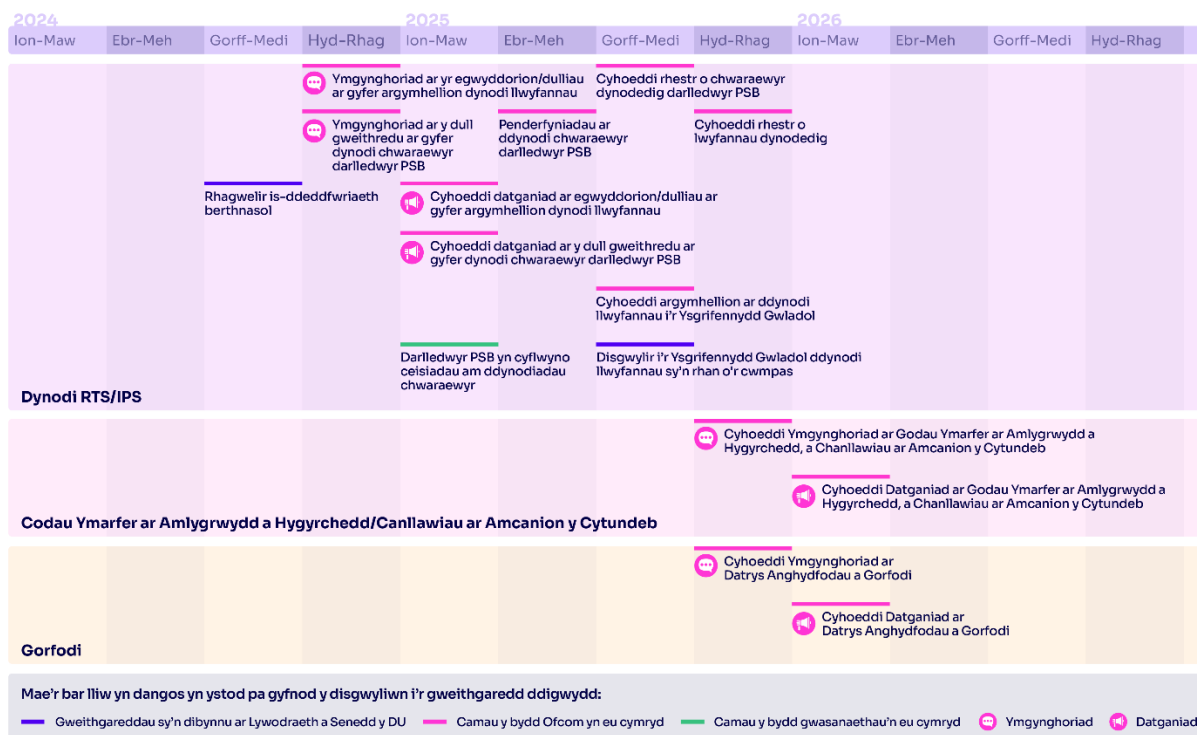 2024 2025 2026
Ion-Maw Ebr-Meh Gorff-Medi Hyd-Rhag Ion-Maw Ebr-Meh Gorff-Medi Hyd-Rhag Ion-Maw Ebr-Meh Gorff-Medi Hyd-Rhag
Ymgynghoriad ar yr egwyddorion/dulliau
ar gyfer argymhellion dynodi llwyfannau
Cyhoeddi rhestr o chwaraewyr
dynodedig darlledwyr PSB
Ymgynghoriad ar y dull
gweithredu ar gyfer
dynodi chwaraewyr
darlledwyr PSB
Penderfyniadau ar
ddynodi chwaraewyr
darlledwyr PSB
Cyhoeddi rhestr o
lwyfannau dynodedig
Rhagwelir is-ddeddfwriaeth
berthnasol
Cyhoeddi datganiad ar egwyddorion/dulliau ar
gyfer argymhellion dynodi llwyfannau
Cyhoeddi datganiad ar y dull gweithredu ar
gyfer dynodi chwaraewyr darlledwyr PSB
Cyhoeddi argymhellion ar ddynodi
llwyfannau i'r Ysgrifennydd Gwladol
Darlledwyr PSB yn cyflwyno
ceisiadau am ddynodiadau
chwaraewyr
Disgwylir i'r Ysgrifennydd Gwladol ddynodi
llwyfannau sy'n rhan o'r cwmpas
Dynodi RTS/IPS
Cyhoeddi Ymgynghoriad ar Godau Ymarfer ar Amlygrwydd a
Hygyrchedd, a Chanllawiau ar Amcanion y Cytundeb
Cyhoeddi Datganiad ar Godau Ymarfer ar Amlygrwydd a
Hygyrchedd, a Chanllawiau ar Amcanion y Cytundeb
Codau Ymarfer ar Amlygrwydd a Hygyrchedd/Canllawiau ar Amcanion y Cytundeb
Cyhoeddi Ymgynghoriad ar
Datrys Anghydfodau a Gorfodi
Cyhoeddi Datganiad ar
Datrys Anghydfodau a Gorfodi
Gorfodi
Mae'r bar lliw yn dangos yn ystod pa gyfnod y disgwyliwn i'r gweithgaredd ddigwydd:
Gweithgareddau sy'n dibynnu ar Lywodraeth a Senedd y DU Camau y bydd Ofcom yn eu cymryd Camau y bydd gwasanaethau'n eu cymryd Ymgynghoriad Datganiad